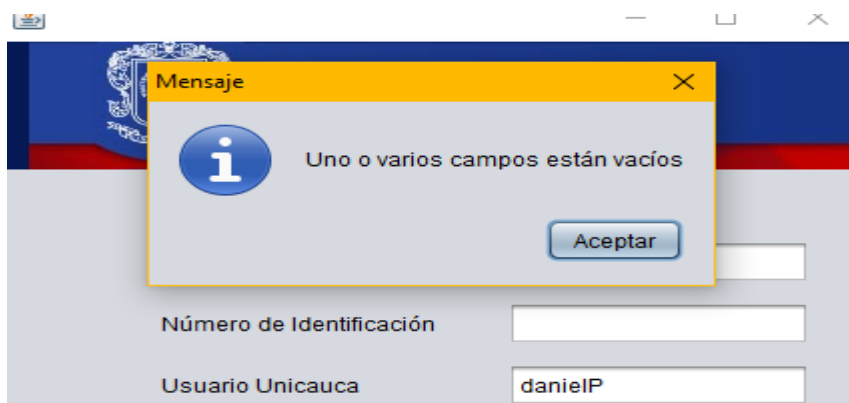 Mensaje
Uno o varios campos están vacíos
Aceptar
Número de Identificación
Usuario Unicauca
danielP